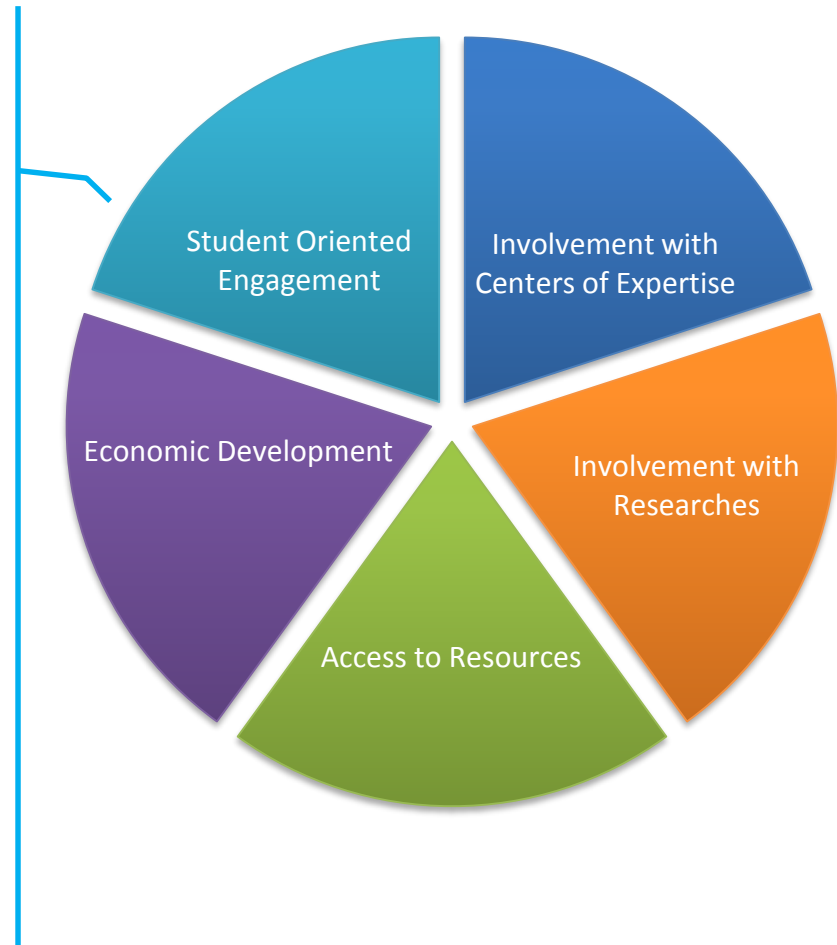 Student Oriented
Engagement
Involvement with
Centers of Expertise
Economic Development
Involvement with
Researches
Access to Resources